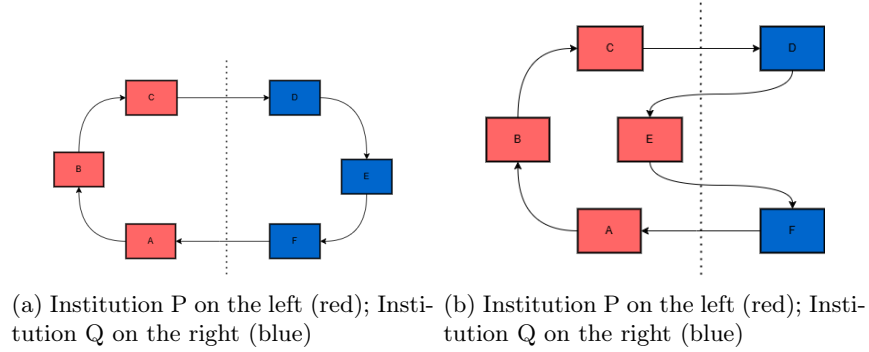 C
D
B
E
A
F
C
D
B
E
A
F
(a) Institution P on the left (red); Insti-
tution Q on the right (blue)
(b) Institution P on the left (red); Insti-
tution Q on the right (blue)